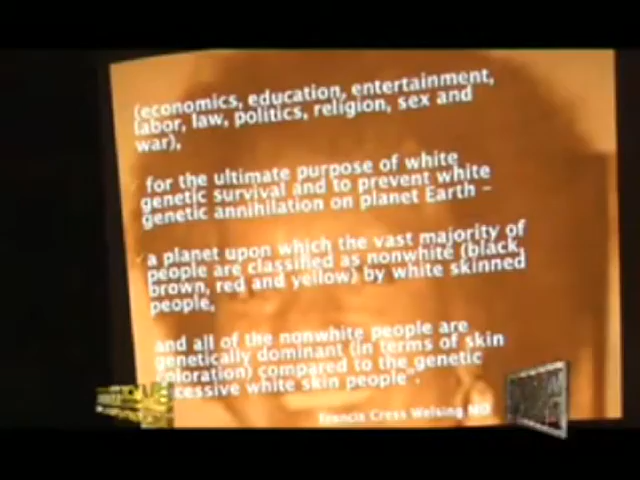 (economics, education, entertainment,
labor, law, politics, religion, sex and
war),
for the ultimate purpose of white
genetic survival and to prevent white
genetic annihilation on planet Earth –
a planet upon which the vast majority of
people are classified as nonwhite (black,
brown, red and yellow) by white skinned
people,
and all of the nonwhite people are
genetically dominant (in terms of skin
coloration) compared to the genetic
recessive white skin people".
Francis Cress Welsing MD